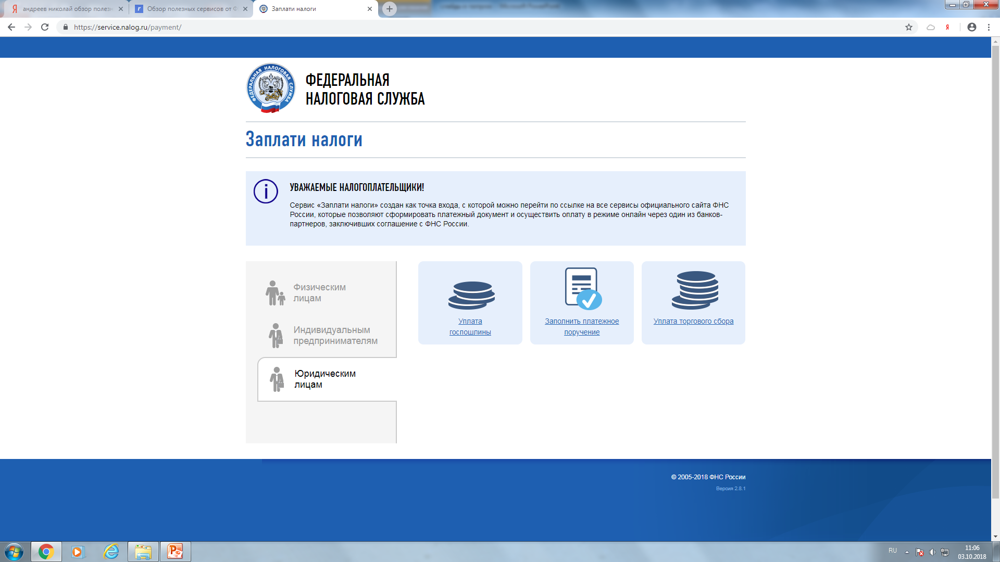 андреев николай обзор полезн
Обзор полезных сервисов от Ф
Заплати налоги
https://service.nalog.ru/payment/
ФЕДЕРАЛЬНАЯ НАЛОГОВАЯ СЛУЖБА
ФЕДЕРАЛЬНАЯ
НАЛОГОВАЯ СЛУЖБА
Заплати налоги
УВАЖАЕМЫЕ НАЛОГОПЛАТЕЛЬЩИКИ!
Сервис «Заплати налоги» создан как точка входа, с которой можно перейти по ссылке на все сервисы официального сайта ФНС
России, которые позволяют сформировать платежный документ и осуществить оплату в режиме онлайн через один из банков-
партнеров, заключивших соглашение с ФНС России.
Физическим
лицам
Индивидуальным
предпринимателям
Юридическим
лицам
Уплата
госпошлины
Заполнить платежное
поручение
Уплата торгового сбора
© 2005-2018 ФНС России
Версия 2.8.1
RU
11:06
03.10.2018